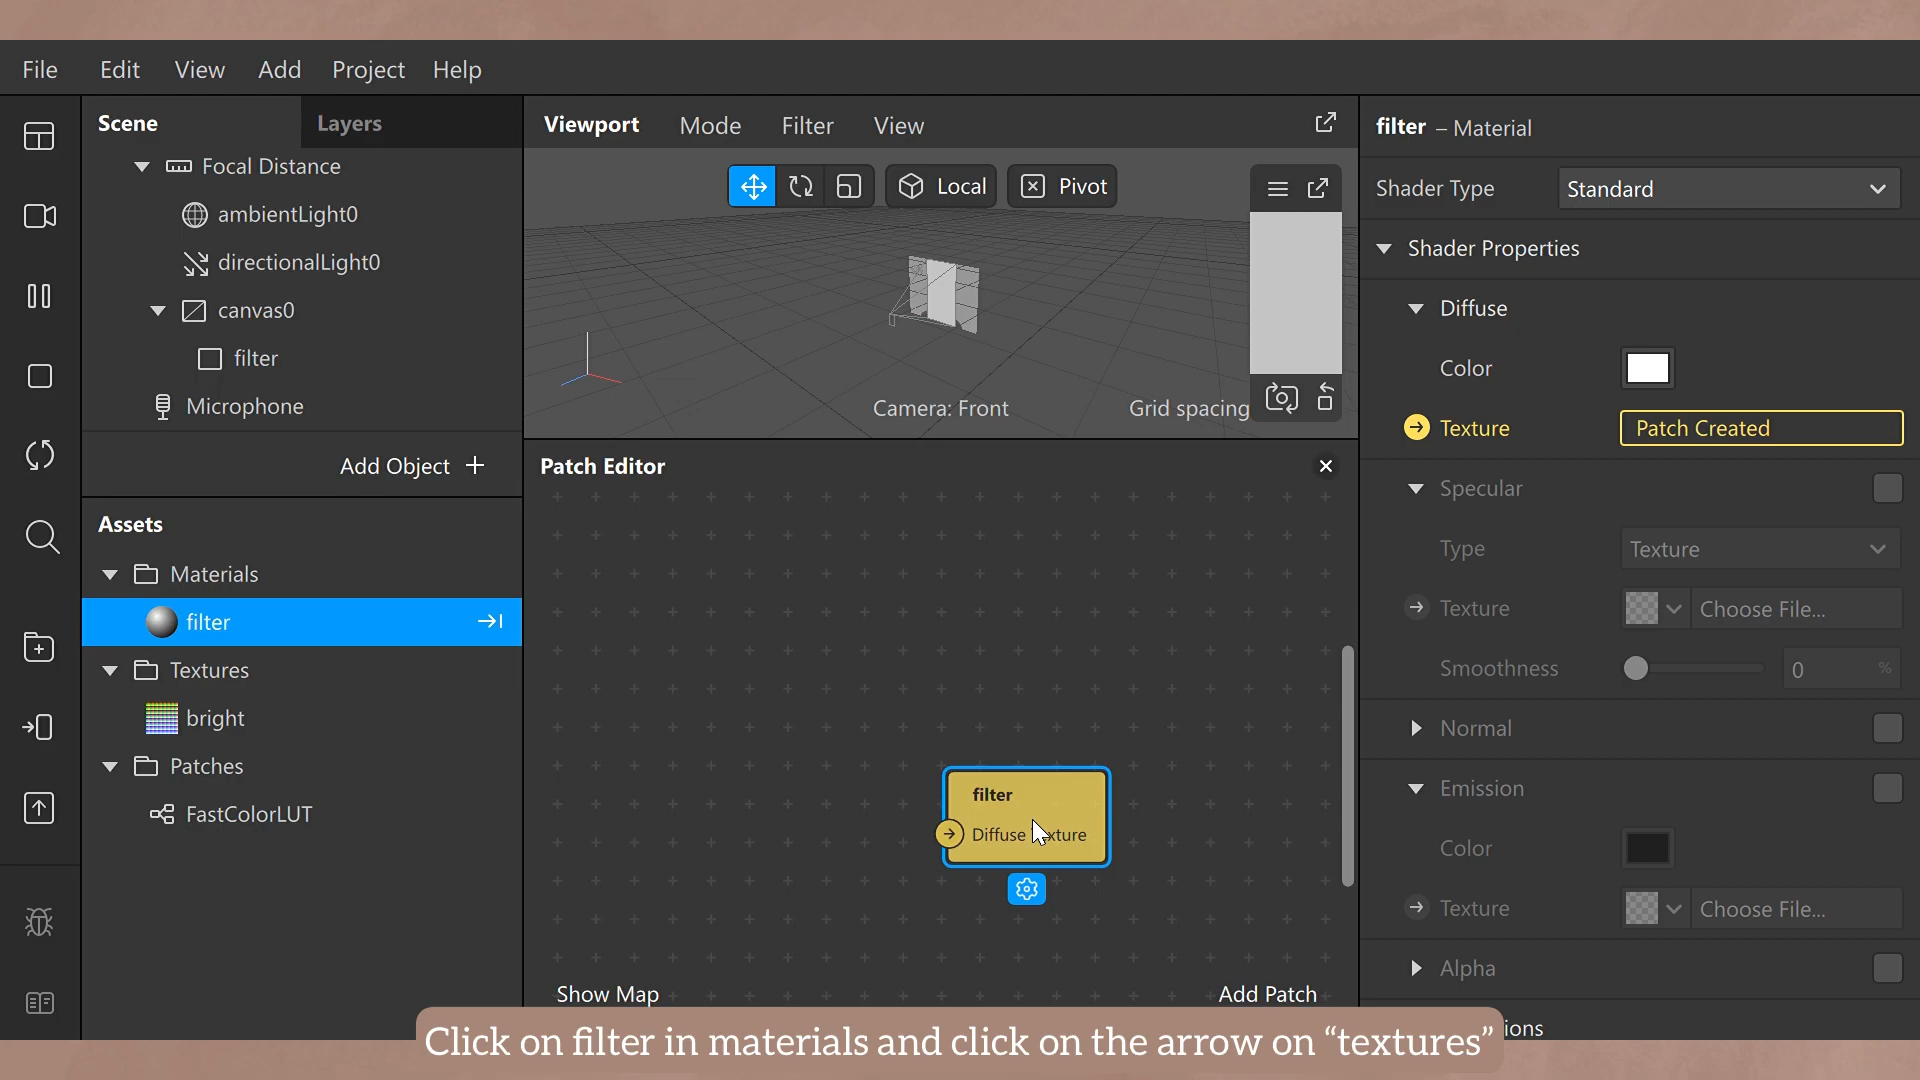 File Edit View Add Project Help
Scene Layers
Focal Distance
ambientLight0
directionalLight0
canvas0
filter
Microphone
Add Object +
Assets
Materials
filter
Textures
bright
Patches
FastColorLUT
Viewport Mode Filter View
Local Pivot
Camera: Front Grid spacing
Patch Editor
filter
Diffuse xture
Show Map Add Patch
filter – Material
Shader Type Standard
Shader Properties
Diffuse
Color
Texture Patch Created
Specular
Type Texture
Texture Choose File...
Smoothness 0 %
Normal
Emission
Color
Texture Choose File...
Alpha
ions
Click on filter in materials and click on the arrow on “textures”